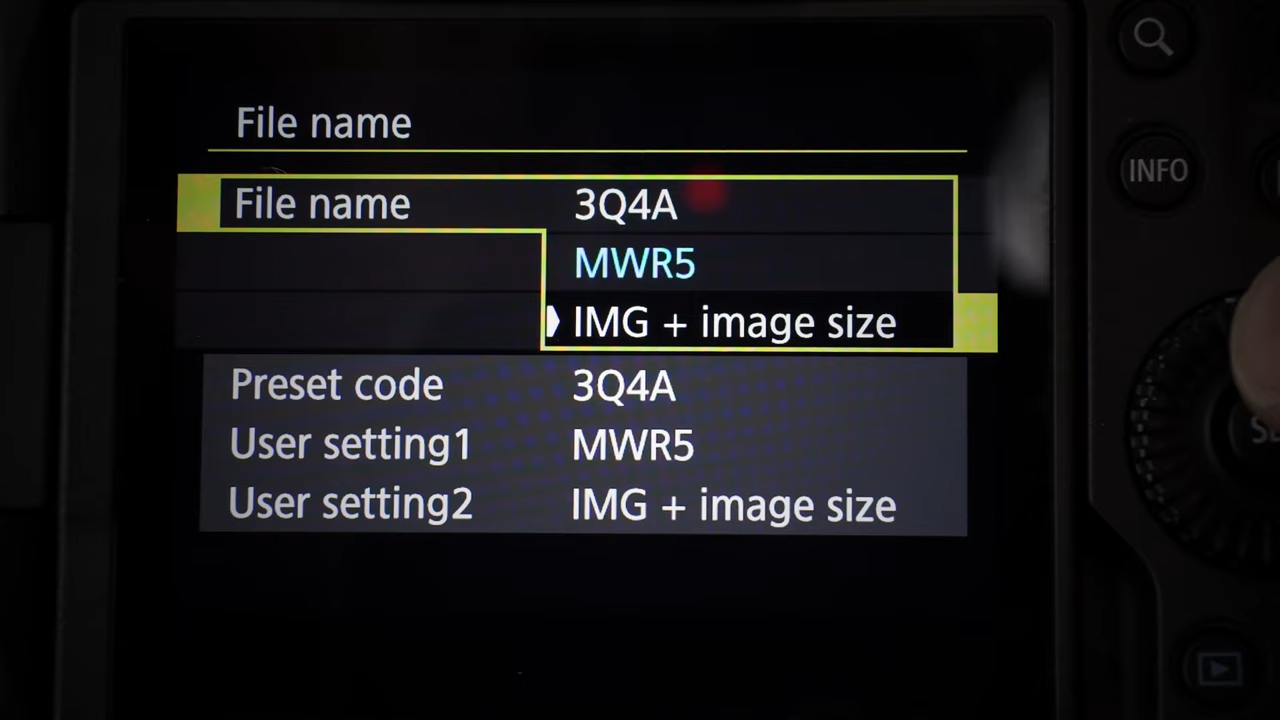 File name
File name 3Q4A
MWR5
IMG + image size
Preset code 3Q4A
User setting1 MWR5
User setting2 IMG + image size
INFO